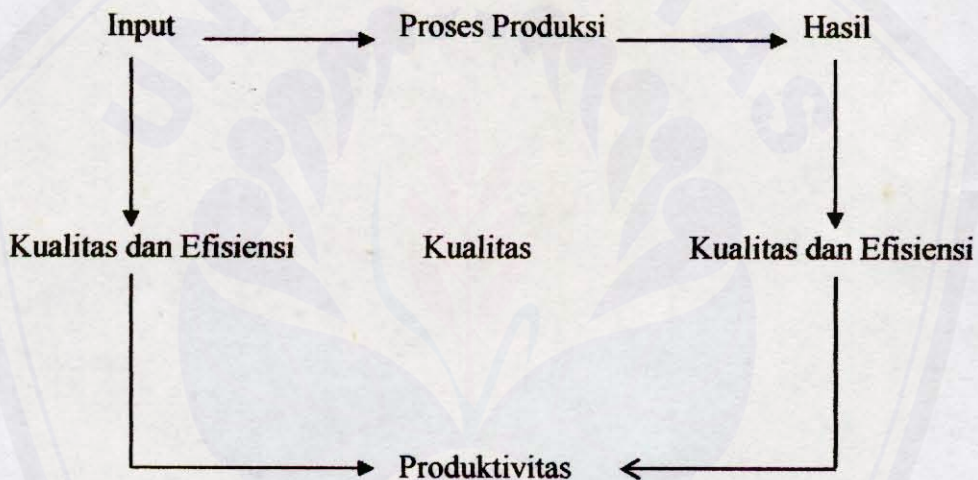 Input Proses Produksi Hasil
Kualitas dan Efisiensi Kualitas Kualitas dan Efisiensi
Produktivitas